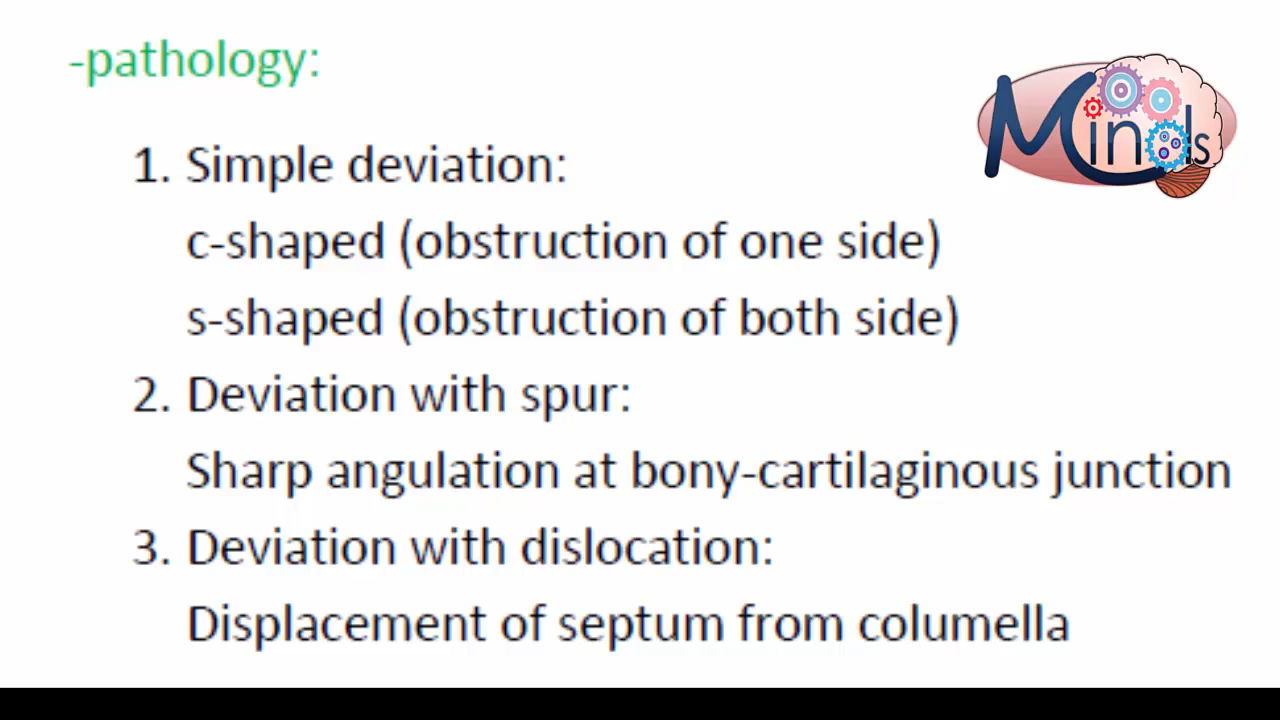 -pathology:
Minds
1. Simple deviation:
c-shaped (obstruction of one side)
s-shaped (obstruction of both side)
2. Deviation with spur:
Sharp angulation at bony-cartilaginous junction
3. Deviation with dislocation:
Displacement of septum from columella